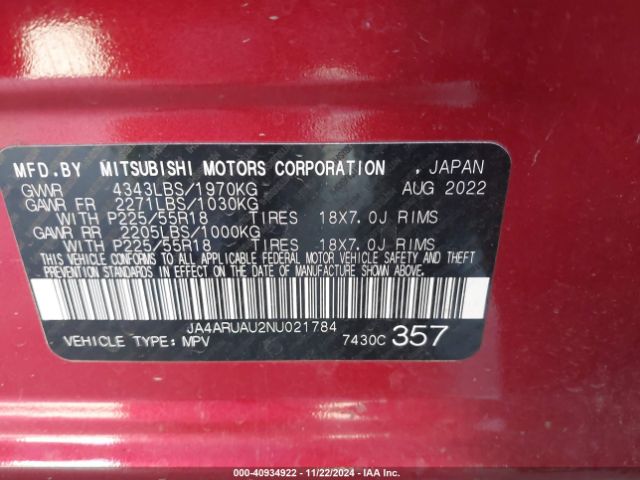 MFD.BY MITSUBISHI MOTORS CORPORATION . JAPAN
GVWR 4343LBS/1970KG AUG 2022
GAWR FR 2271LBS/1030KG
WITH P225/55R18 TIRES 18X7.0J RIMS
GAWR RR 2205LBS/1000KG
WITH P225/55R18 TIRES 18X7.0J RIMS
THIS VEHICLE CONFORMS TO ALL APPLICABLE FEDERAL MOTOR VEHICLE SAFETY AND THEFT
PREVENTION STANDARDS IN EFFECT ON THE DATE OF MANUFACTURE SHOWN ABOVE.
JA4ARUAU2NU021784
VEHICLE TYPE: MPV 7430C 357
000-40934922 - 11/22/2024 - IAA Inc.